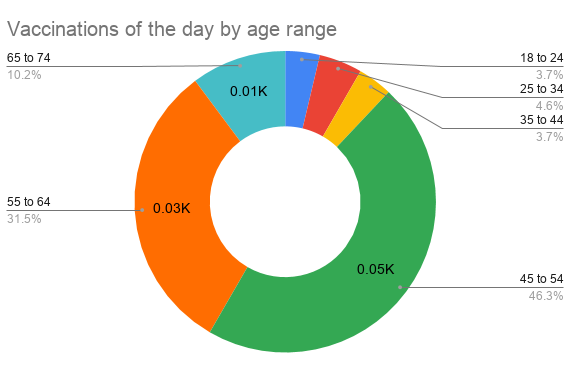 Vaccinations of the day by age range
65 to 74
10.2%
18 to 24
3.7%
25 to 34
4.6%
35 to 44
3.7%
0.01K
55 to 64
31.5%
0.03K
0.05K
45 to 54
46.3%